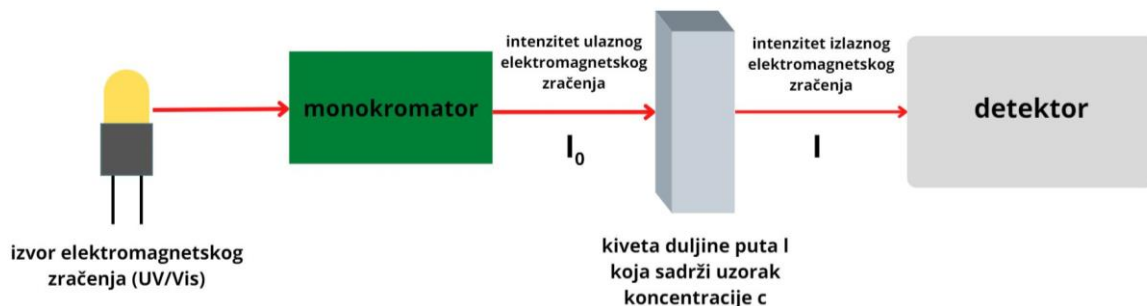 izvor elektromagnetskog
zračenja (UV/Vis)
monokromator
intenzitet ulaznog
elektromagnetskog
zračenja
I₀
kiveta duljine puta l
koja sadrži uzorak
koncentracije c
intenzitet izlaznog
elektromagnetskog
zračenja
I
detektor